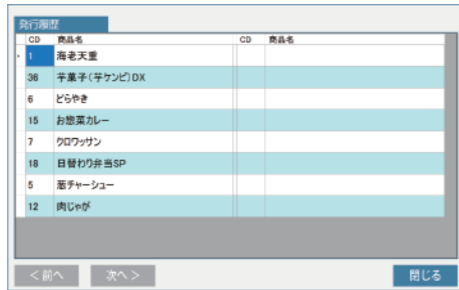 発行履歴
CD 商品名 CD 商品名
1 海老天重
36 芋菓子(芋ケンピ)DX
6 どらやき
15 お惣菜カレー
7 クロワッサン
18 日替わり弁当SP
5 葱チャーシュー
12 肉じゃが
<前へ 次へ> 閉じる